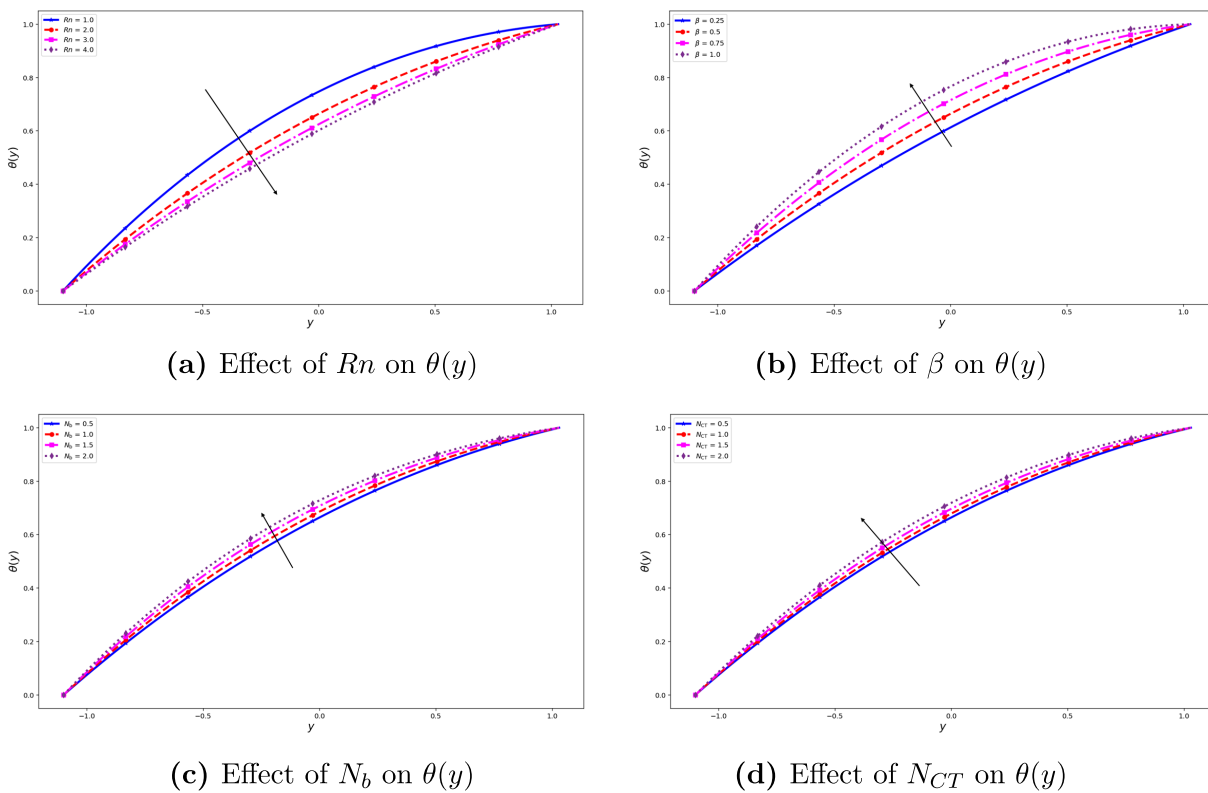 Rn = 1.0
Rn = 2.0
Rn = 3.0
Rn = 4.0
1.0
0.8
0.6
0.4
0.2
0.0
θ(y)
−1.0 −0.5 0.0 0.5 1.0
y
(a) Effect of Rn on θ(y)
β = 0.25
β = 0.5
β = 0.75
β = 1.0
1.0
0.8
0.6
0.4
0.2
0.0
θ(y)
−1.0 −0.5 0.0 0.5 1.0
y
(b) Effect of β on θ(y)
N_b = 0.5
N_b = 1.0
N_b = 1.5
N_b = 2.0
1.0
0.8
0.6
0.4
0.2
0.0
θ(y)
−1.0 −0.5 0.0 0.5 1.0
y
(c) Effect of N_b on θ(y)
N_CT = 0.5
N_CT = 1.0
N_CT = 1.5
N_CT = 2.0
1.0
0.8
0.6
0.4
0.2
0.0
θ(y)
−1.0 −0.5 0.0 0.5 1.0
y
(d) Effect of N_CT on θ(y)